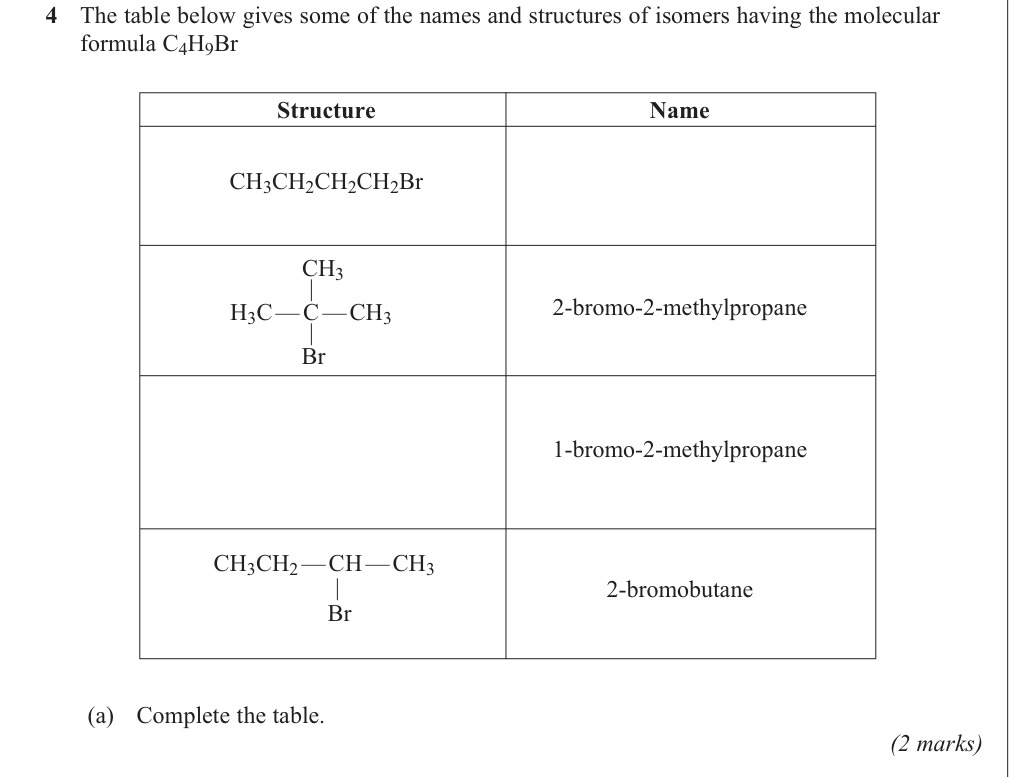 4 The table below gives some of the names and structures of isomers having the molecular
formula C₄H₉Br
Structure Name
CH₃CH₂CH₂CH₂Br
CH₃
|
H₃C—C—CH₃ 2-bromo-2-methylpropane
|
Br
1-bromo-2-methylpropane
CH₃CH₂—CH—CH₃
|
2-bromobutane
Br
(a) Complete the table.
(2 marks)